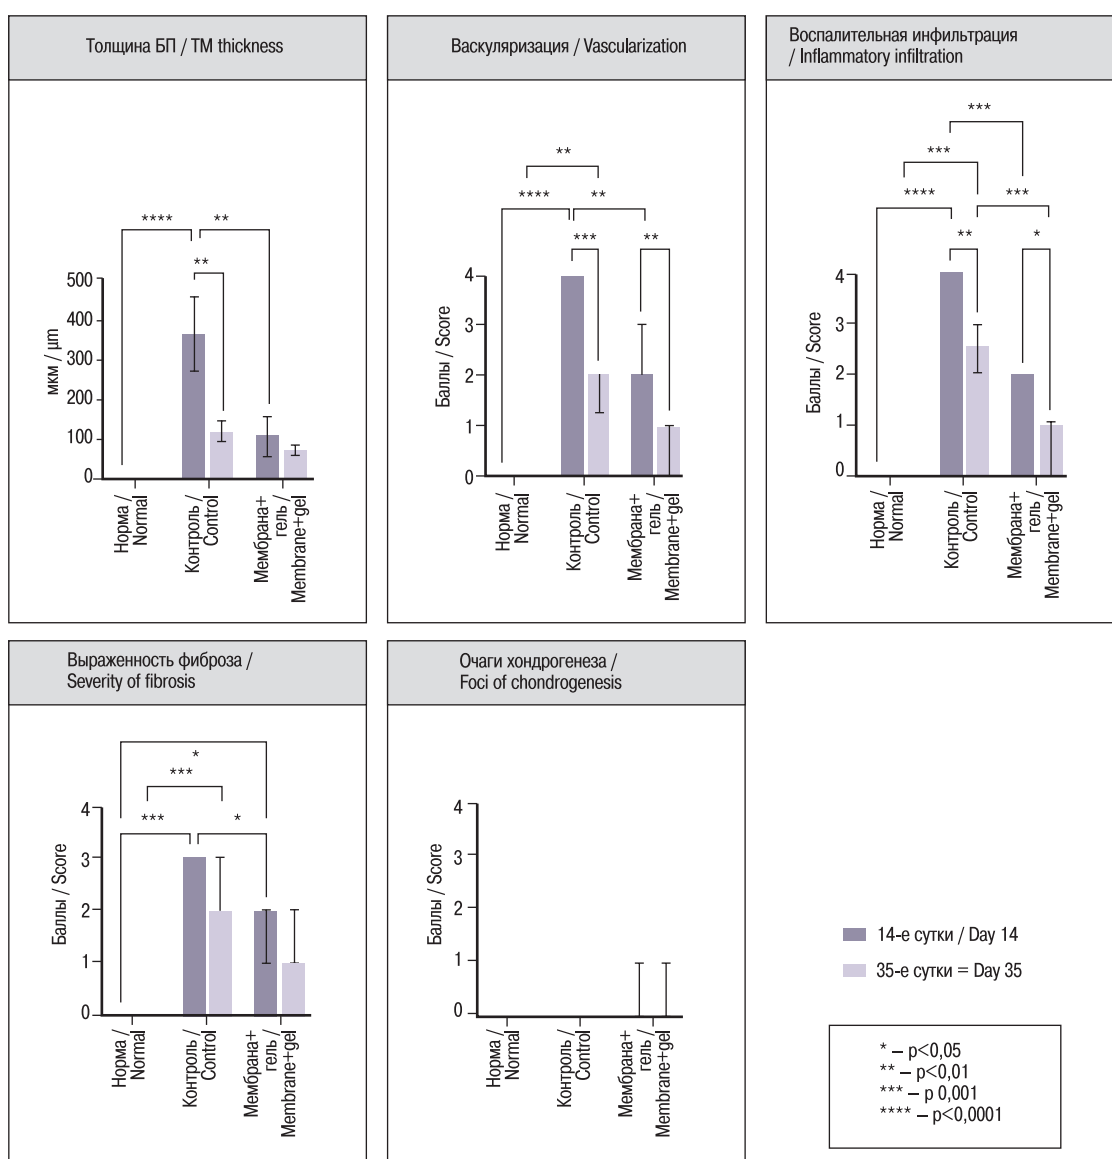 Толщина БП / TM thickness
****
**
**
500
400
300
200
100
0
мкм / µm
Норма /
Normal
Контроль /
Control
Мембрана+
гель /
Membrane+gel
Васкуляризация / Vascularization
**
****
**
***
**
4
3
2
1
0
Баллы / Score
Норма /
Normal
Контроль /
Control
Мембрана+
гель /
Membrane+gel
Воспалительная инфильтрация
/ Inflammatory infiltration
***
***
****
***
**
*
4
3
2
1
0
Баллы / Score
Норма /
Normal
Контроль /
Control
Мембрана+
гель /
Membrane+gel
Выраженность фиброза /
Severity of fibrosis
*
***
***
*
4
3
2
1
0
Баллы / Score
Норма /
Normal
Контроль /
Control
Мембрана+
гель /
Membrane+gel
Очаги хондрогенеза /
Foci of chondrogenesis
4
3
2
1
0
Баллы / Score
Норма /
Normal
Контроль /
Control
Мембрана+
гель /
Membrane+gel
14-е сутки / Day 14
35-е сутки = Day 35
* – p<0,05
** – p<0,01
*** – p 0,001
**** – p<0,0001